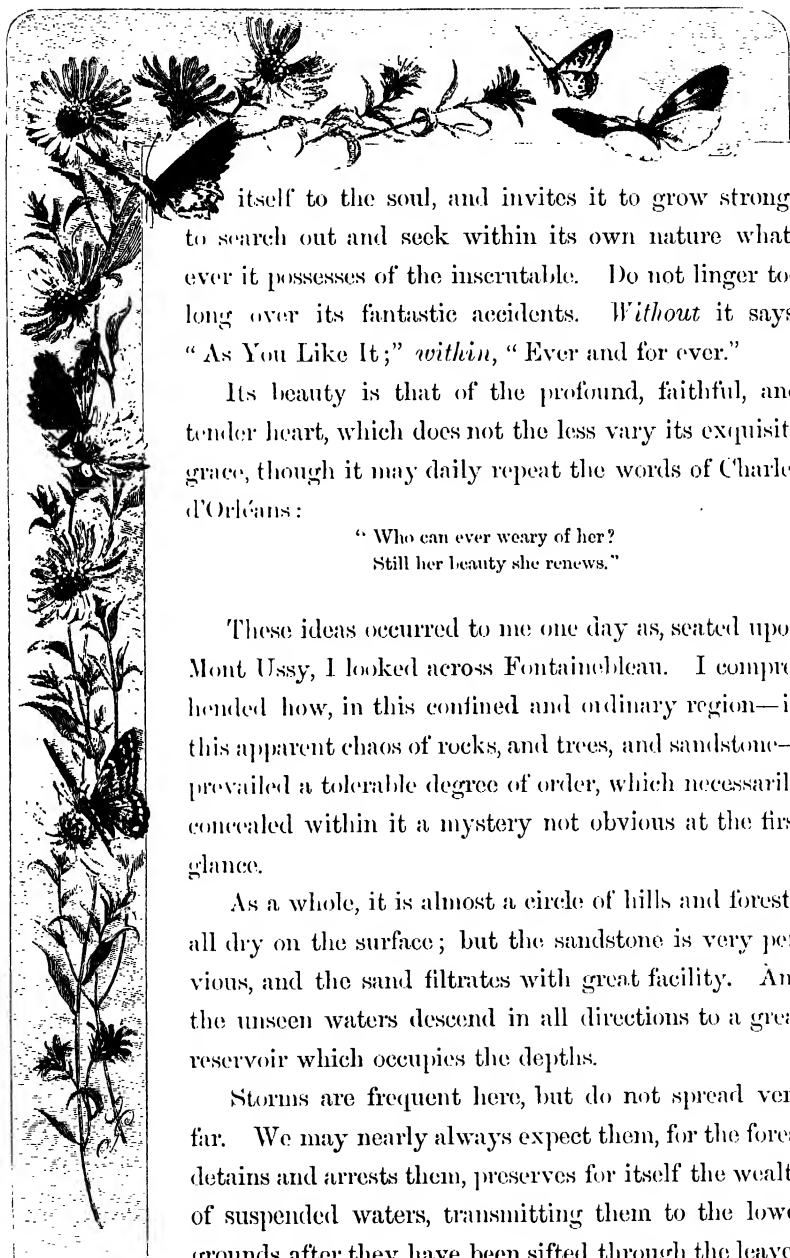 itself to the soul, and invites it to grow strong
to search out and seek within its own nature what
ever it possesses of the inscrutable. Do not linger to
long over its fantastic accidents. Without it says
“ As You Like It;” within, “ Ever and for ever.”
Its beauty is that of the profound, faithful, an
tender heart, which does not the less vary its exquisit
grace, though it may daily repeat the words of Charle
d’Orléans :
“ Who can ever weary of her?
Still her beauty she renews.”
These ideas occurred to me one day as, seated upo
Mont Ussy, I looked across Fontainebleau. I compre
hended how, in this confined and ordinary region—i
this apparent chaos of rocks, and trees, and sandstone—
prevailed a tolerable degree of order, which necessaril
concealed within it a mystery not obvious at the firs
glance.
As a whole, it is almost a circle of hills and forest
all dry on the surface; but the sandstone is very per
vious, and the sand filtrates with great facility. An
the unseen waters descend in all directions to a grea
reservoir which occupies the depths.
Storms are frequent here, but do not spread ver
far. We may nearly always expect them, for the fores
detains and arrests them, preserves for itself the wealt
of suspended waters, transmitting them to the lowe
grounds after they have been sifted through the leave